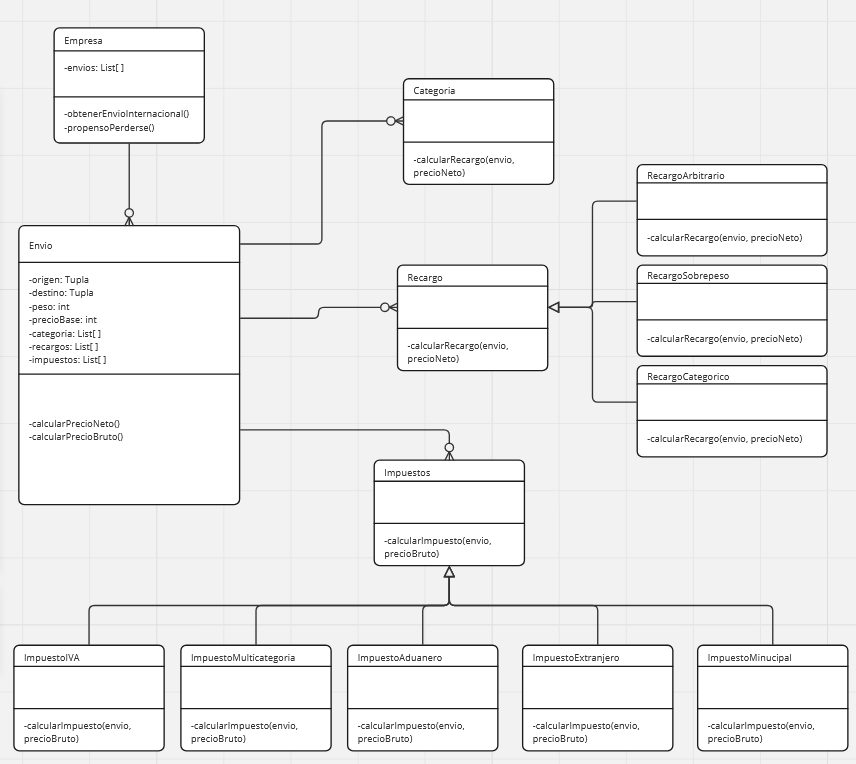 Empresa
-envios: List[ ]
-obtenerEnvioInternacional()
-propensoPerderse()
Categoria
-calcularRecargo(envio,
precioNeto)
RecargoArbitrario
-calcularRecargo(envio, precioNeto)
Envio
-origen: Tupla
-destino: Tupla
-peso: int
-precioBase: int
-categoria: List[ ]
-recargos: List[ ]
-impuestos: List[ ]
-calcularPrecioNeto()
-calcularPrecioBruto()
Recargo
-calcularRecargo(envio,
precioNeto)
RecargoSobrepeso
-calcularRecargo(envio, precioNeto)
RecargoCategorico
-calcularRecargo(envio, precioNeto)
Impuestos
-calcularImpuesto(envio,
precioBruto)
ImpuestoIVA
-calcularImpuesto(envio,
precioBruto)
ImpuestoMulticategoria
-calcularImpuesto(envio,
precioBruto)
ImpuestoAduanero
-calcularImpuesto(envio,
precioBruto)
ImpuestoExtranjero
-calcularImpuesto(envio,
precioBruto)
ImpuestoMinucipal
-calcularImpuesto(envio,
precioBruto)